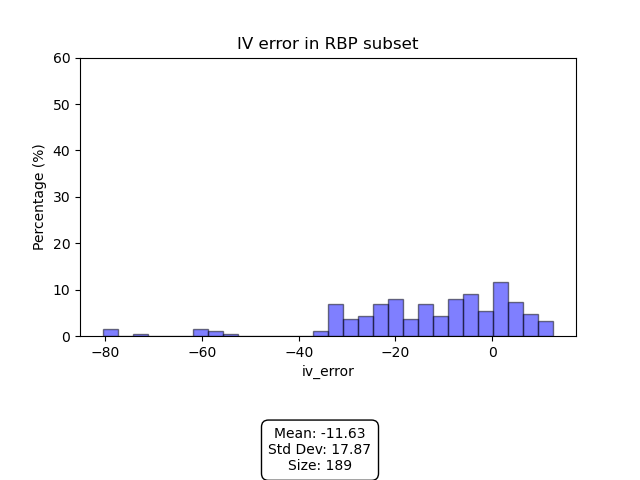 IV error in RBP subset
60
50
40
30
20
10
0
Percentage (%)
−80 −60 −40 −20 0
iv_error
Mean: -11.63
Std Dev: 17.87
Size: 189